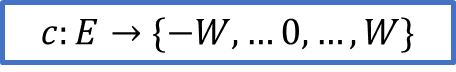 c: E → {−W, … 0, … , W}